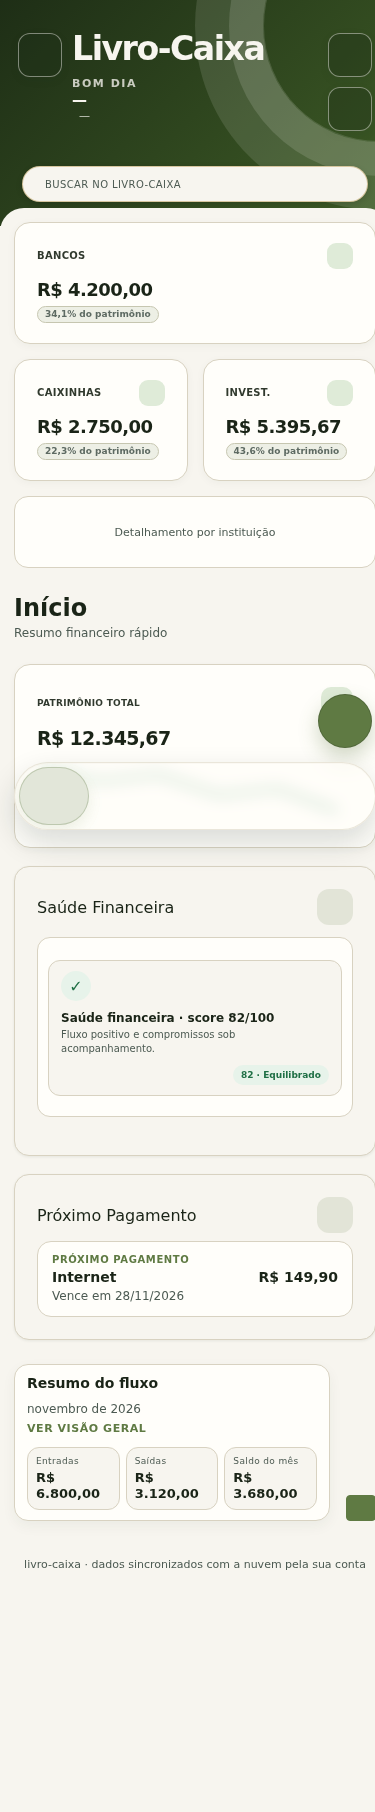 Livro-Caixa
BOM DIA
—
—
BUSCAR NO LIVRO-CAIXA
BANCOS
R$ 4.200,00
34,1% do patrimônio
CAIXINHAS
R$ 2.750,00
22,3% do patrimônio
INVEST.
R$ 5.395,67
43,6% do patrimônio
Detalhamento por instituição
Início
Resumo financeiro rápido
PATRIMÔNIO TOTAL
R$ 12.345,67
Saúde Financeira
✓
Saúde financeira · score 82/100
Fluxo positivo e compromissos sob
acompanhamento.
82 · Equilibrado
Próximo Pagamento
PRÓXIMO PAGAMENTO
Internet R$ 149,90
Vence em 28/11/2026
Resumo do fluxo
novembro de 2026
VER VISÃO GERAL
Entradas
R$
6.800,00
Saídas
R$
3.120,00
Saldo do mês
R$
3.680,00
livro-caixa · dados sincronizados com a nuvem pela sua conta